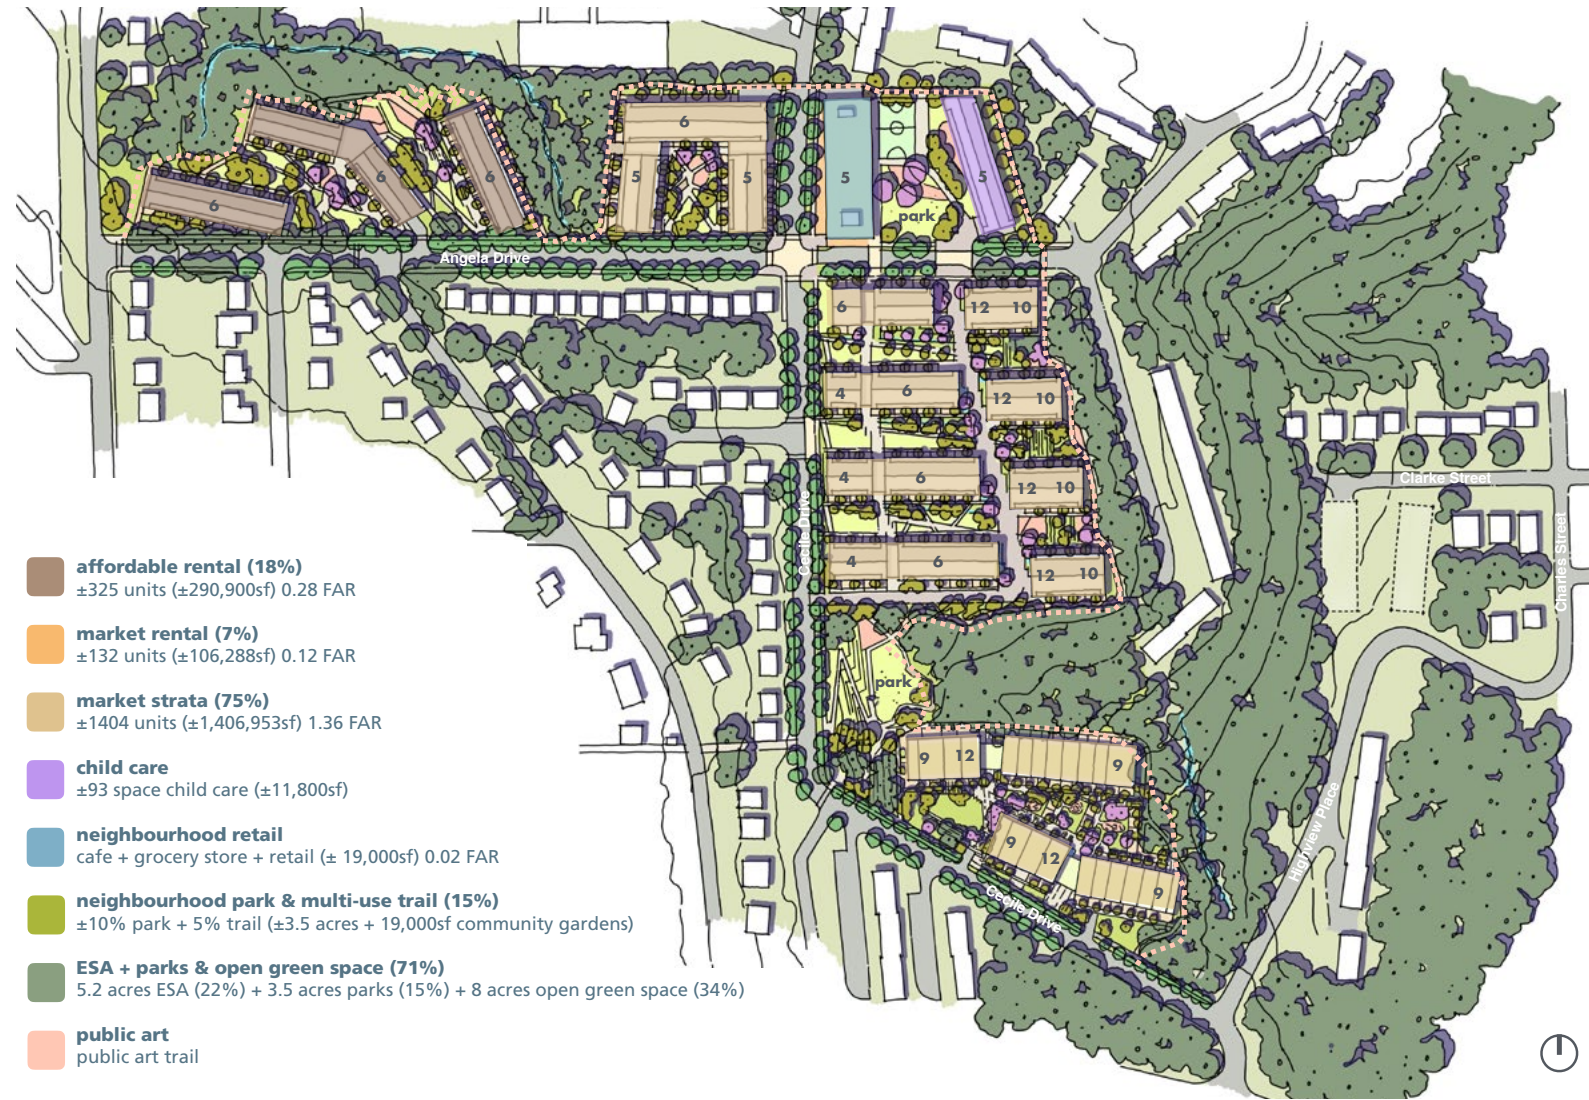 6
5
5
6
6
6
5
park
5
Angela Drive
6
12 10
4
6
12 10
4
6
12 10
4
6
12 10
Cecile Drive
Clarke Street
Charles Street
park
9 12
9
9
12
9
Cecile Drive
Highview Place
affordable rental (18%)
±325 units (±290,900sf) 0.28 FAR
market rental (7%)
±132 units (±106,288sf) 0.12 FAR
market strata (75%)
±1404 units (±1,406,953sf) 1.36 FAR
child care
±93 space child care (±11,800sf)
neighbourhood retail
cafe + grocery store + retail (± 19,000sf) 0.02 FAR
neighbourhood park & multi-use trail (15%)
±10% park + 5% trail (±3.5 acres + 19,000sf community gardens)
ESA + parks & open green space (71%)
5.2 acres ESA (22%) + 3.5 acres parks (15%) + 8 acres open green space (34%)
public art
public art trail